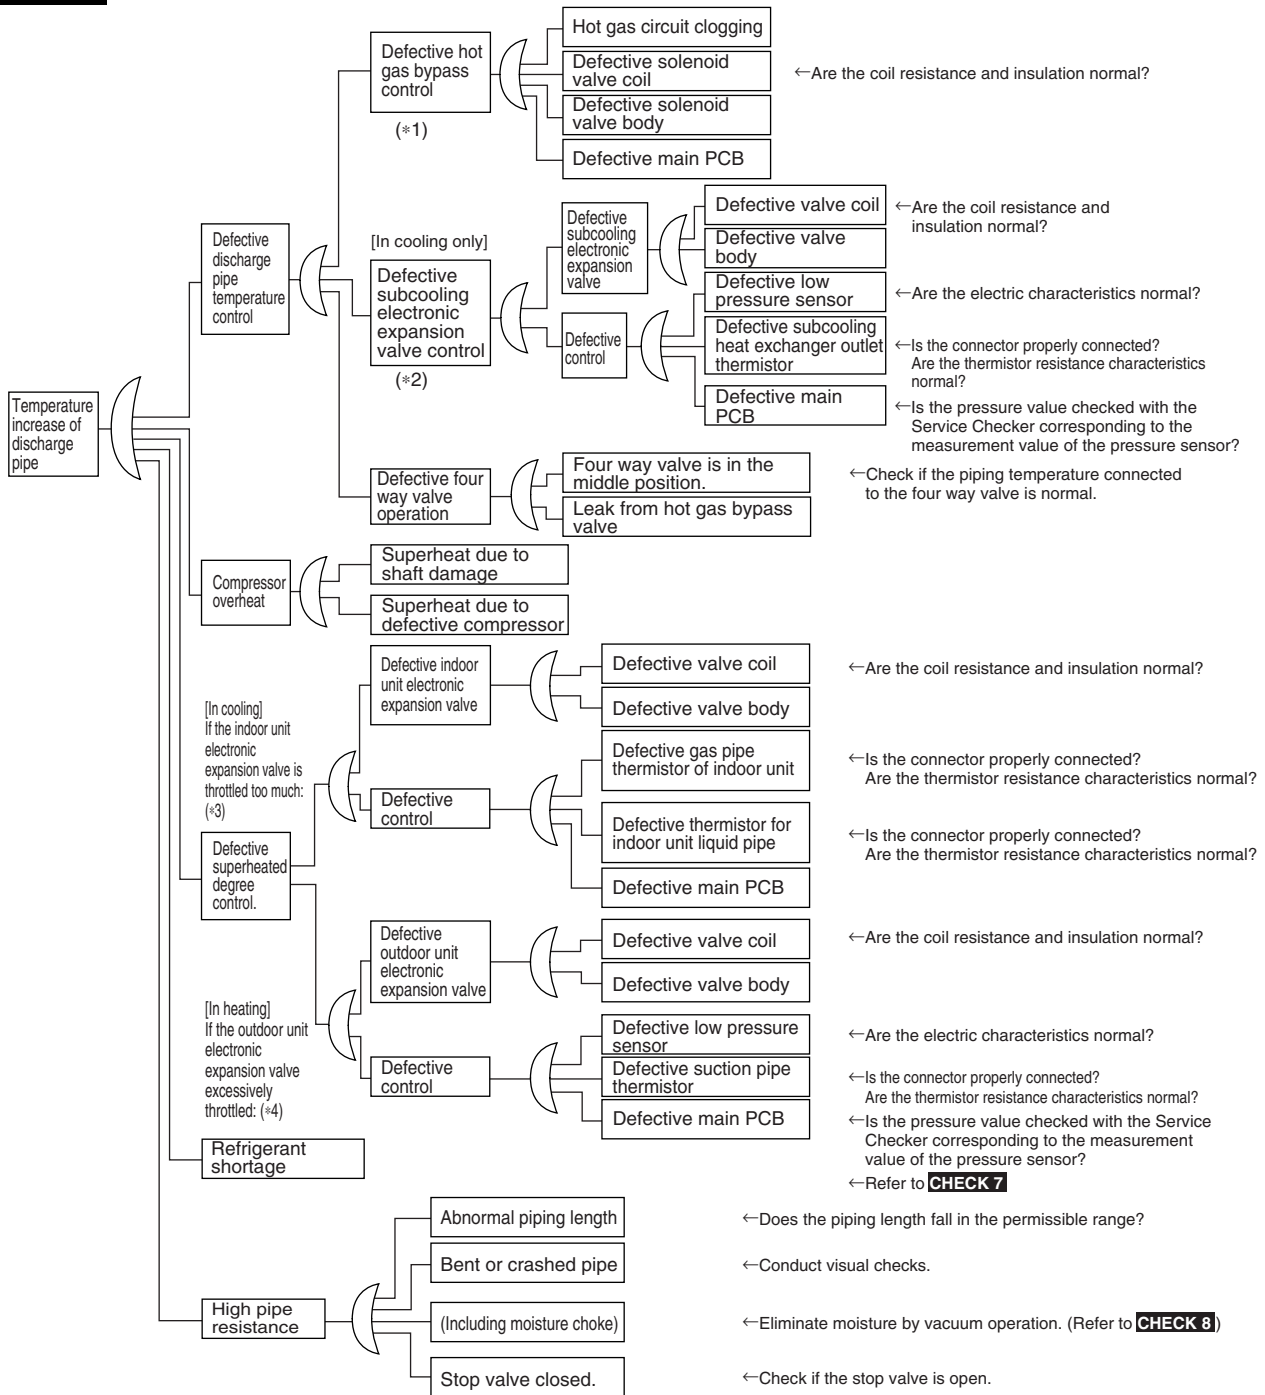 Hot gas circuit clogging
Defective hot
gas bypass
control
(*1)
Defective solenoid
valve coil
←Are the coil resistance and insulation normal?
Defective solenoid
valve body
Defective main PCB
Defective
discharge
pipe
temperature
control
[In cooling only]
Defective
subcooling
electronic
expansion
valve control
(*2)
Defective
subcooling
electronic
expansion
valve
Defective valve coil
←Are the coil resistance and
insulation normal?
Defective valve
body
Defective
control
Defective low
pressure sensor
←Are the electric characteristics normal?
Defective subcooling
heat exchanger outlet
thermistor
←Is the connector properly connected?
Are the thermistor resistance characteristics
normal?
Defective main
PCB
←Is the pressure value checked with the
Service Checker corresponding to the
measurement value of the pressure sensor?
Temperature
increase of
discharge
pipe
Defective four
way valve
operation
Four way valve is in the
middle position.
←Check if the piping temperature connected
to the four way valve is normal.
Leak from hot gas bypass
valve
Compressor
overheat
Superheat due to
shaft damage
Superheat due to
defective compressor
[In cooling]
If the indoor unit
electronic
expansion valve is
throttled too much:
(*3)
Defective indoor
unit electronic
expansion valve
Defective valve coil
←Are the coil resistance and insulation normal?
Defective valve body
Defective
control
Defective gas pipe
thermistor of indoor unit
←Is the connector properly connected?
Are the thermistor resistance characteristics normal?
Defective thermistor for
indoor unit liquid pipe
←Is the connector properly connected?
Are the thermistor resistance characteristics normal?
Defective main PCB
Defective
superheated
degree
control.
Defective
outdoor unit
electronic
expansion valve
Defective valve coil
←Are the coil resistance and insulation normal?
Defective valve body
[In heating]
If the outdoor unit
electronic
expansion valve
excessively
throttled: (*4)
Defective
control
Defective low pressure
sensor
←Are the electric characteristics normal?
Defective suction pipe
thermistor
←Is the connector properly connected?
Are the thermistor resistance characteristics normal?
Defective main PCB
←Is the pressure value checked with the Service
Checker corresponding to the measurement
value of the pressure sensor?
Refrigerant
shortage
←Refer to CHECK 7
High pipe
resistance
Abnormal piping length
←Does the piping length fall in the permissible range?
Bent or crashed pipe
←Conduct visual checks.
(Including moisture choke)
←Eliminate moisture by vacuum operation. (Refer to CHECK 8)
Stop valve closed.
←Check if the stop valve is open.